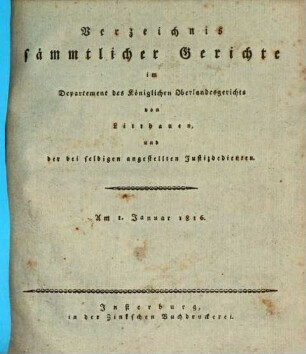 Verzeichnis
sämmtlicher Gerichte
im
Departement des Königlichen Oberlandesgerichts
von
Litthauen,
und
der bei selbigen angestellten Justizbedienten.
Am 1. Januar 1816.
Insterburg,
in der Zinkschen Buchdruckerei.